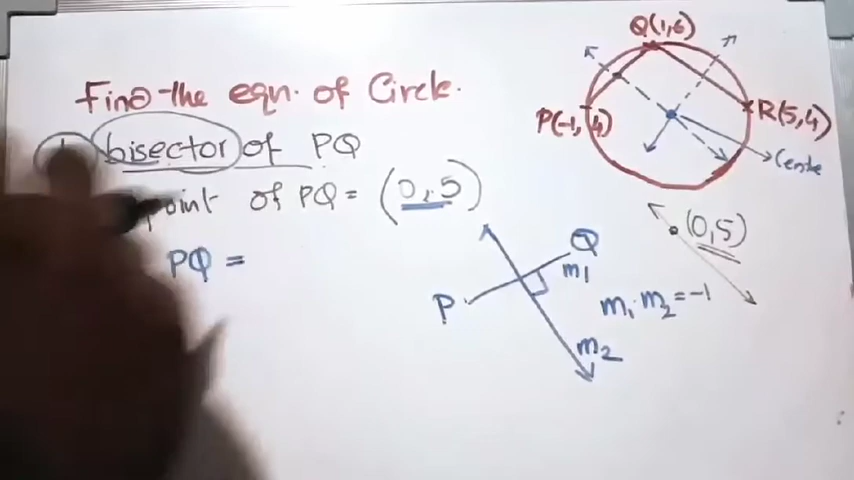 Find the eqn. of Circle.
bisector of PQ
point of PQ = (0,5)
PQ =
Q(1,6)
P(-1,4)
R(5,4)
Centre
(0,5)
Q
P
m1
m2
m1 m2 = -1